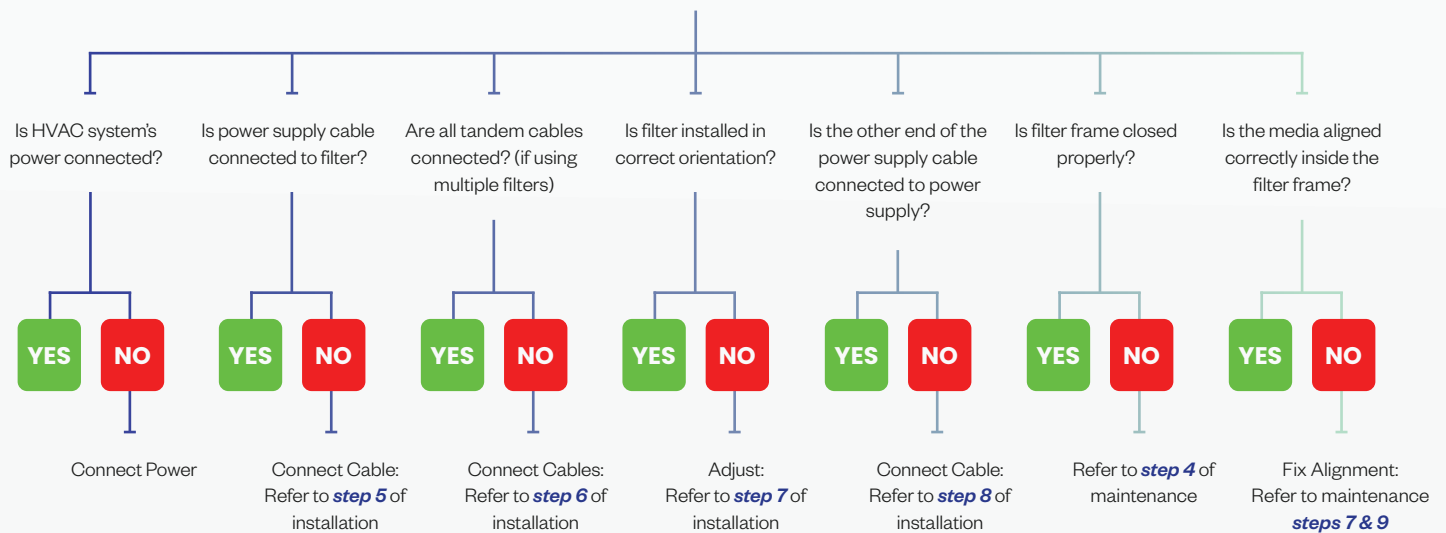 Is HVAC system's
power connected?
Is power supply cable
connected to filter?
Are all tandem cables
connected? (if using
multiple filters)
Is filter installed in
correct orientation?
Is the other end of the
power supply cable
connected to power
supply?
Is filter frame closed
properly?
Is the media aligned
correctly inside the
filter frame?
YES
NO
YES
NO
YES
NO
YES
NO
YES
NO
YES
NO
YES
NO
Connect Power
Connect Cable:
Refer to step 5 of
installation
Connect Cables:
Refer to step 6 of
installation
Adjust:
Refer to step 7 of
installation
Connect Cable:
Refer to step 8 of
installation
Refer to step 4 of
maintenance
Fix Alignment:
Refer to maintenance
steps 7 & 9